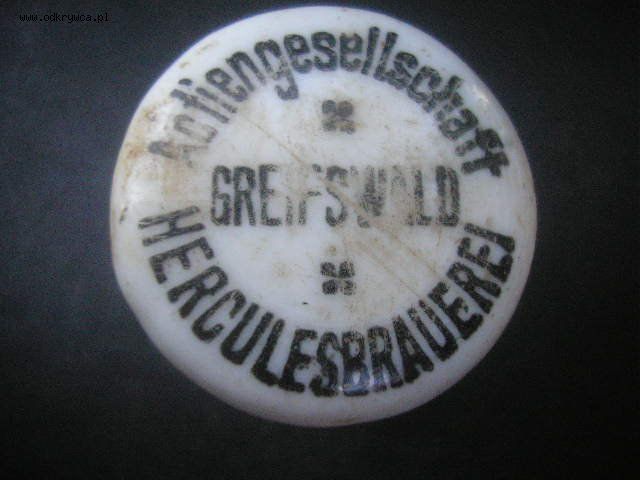 www.odkrywca.pl
Actiengesellschaft
GREIFSWALD
HERCULESBRAUEREI